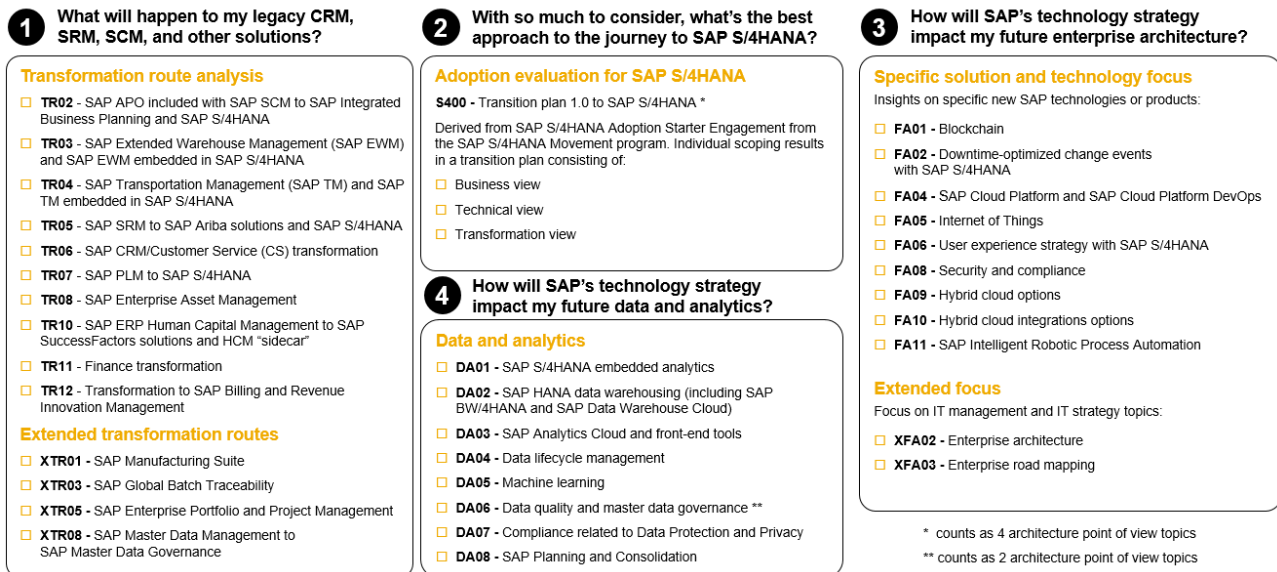 1
What will happen to my legacy CRM,
SRM, SCM, and other solutions?
Transformation route analysis
TR02 - SAP APO included with SAP SCM to SAP Integrated
Business Planning and SAP S/4HANA
TR03 - SAP Extended Warehouse Management (SAP EWM)
and SAP EWM embedded in SAP S/4HANA
TR04 - SAP Transportation Management (SAP TM) and SAP
TM embedded in SAP S/4HANA
TR05 - SAP SRM to SAP Ariba solutions and SAP S/4HANA
TR06 - SAP CRM/Customer Service (CS) transformation
TR07 - SAP PLM to SAP S/4HANA
TR08 - SAP Enterprise Asset Management
TR10 - SAP ERP Human Capital Management to SAP
SuccessFactors solutions and HCM “sidecar”
TR11 - Finance transformation
TR12 - Transformation to SAP Billing and Revenue
Innovation Management
Extended transformation routes
XTR01 - SAP Manufacturing Suite
XTR03 - SAP Global Batch Traceability
XTR05 - SAP Enterprise Portfolio and Project Management
XTR08 - SAP Master Data Management to
SAP Master Data Governance
2
With so much to consider, what's the best
approach to the journey to SAP S/4HANA?
Adoption evaluation for SAP S/4HANA
S400 - Transition plan 1.0 to SAP S/4HANA *
Derived from SAP S/4HANA Adoption Starter Engagement from
the SAP S/4HANA Movement program. Individual scoping results
in a transition plan consisting of:
Business view
Technical view
Transformation view
4
How will SAP's technology strategy
impact my future data and analytics?
Data and analytics
DA01 - SAP S/4HANA embedded analytics
DA02 - SAP HANA data warehousing (including SAP
BW/4HANA and SAP Data Warehouse Cloud)
DA03 - SAP Analytics Cloud and front-end tools
DA04 - Data lifecycle management
DA05 - Machine learning
DA06 - Data quality and master data governance **
DA07 - Compliance related to Data Protection and Privacy
DA08 - SAP Planning and Consolidation
3
How will SAP's technology strategy
impact my future enterprise architecture?
Specific solution and technology focus
Insights on specific new SAP technologies or products:
FA01 - Blockchain
FA02 - Downtime-optimized change events
with SAP S/4HANA
FA04 - SAP Cloud Platform and SAP Cloud Platform DevOps
FA05 - Internet of Things
FA06 - User experience strategy with SAP S/4HANA
FA08 - Security and compliance
FA09 - Hybrid cloud options
FA10 - Hybrid cloud integrations options
FA11 - SAP Intelligent Robotic Process Automation
Extended focus
Focus on IT management and IT strategy topics:
XFA02 - Enterprise architecture
XFA03 - Enterprise road mapping
* counts as 4 architecture point of view topics
** counts as 2 architecture point of view topics